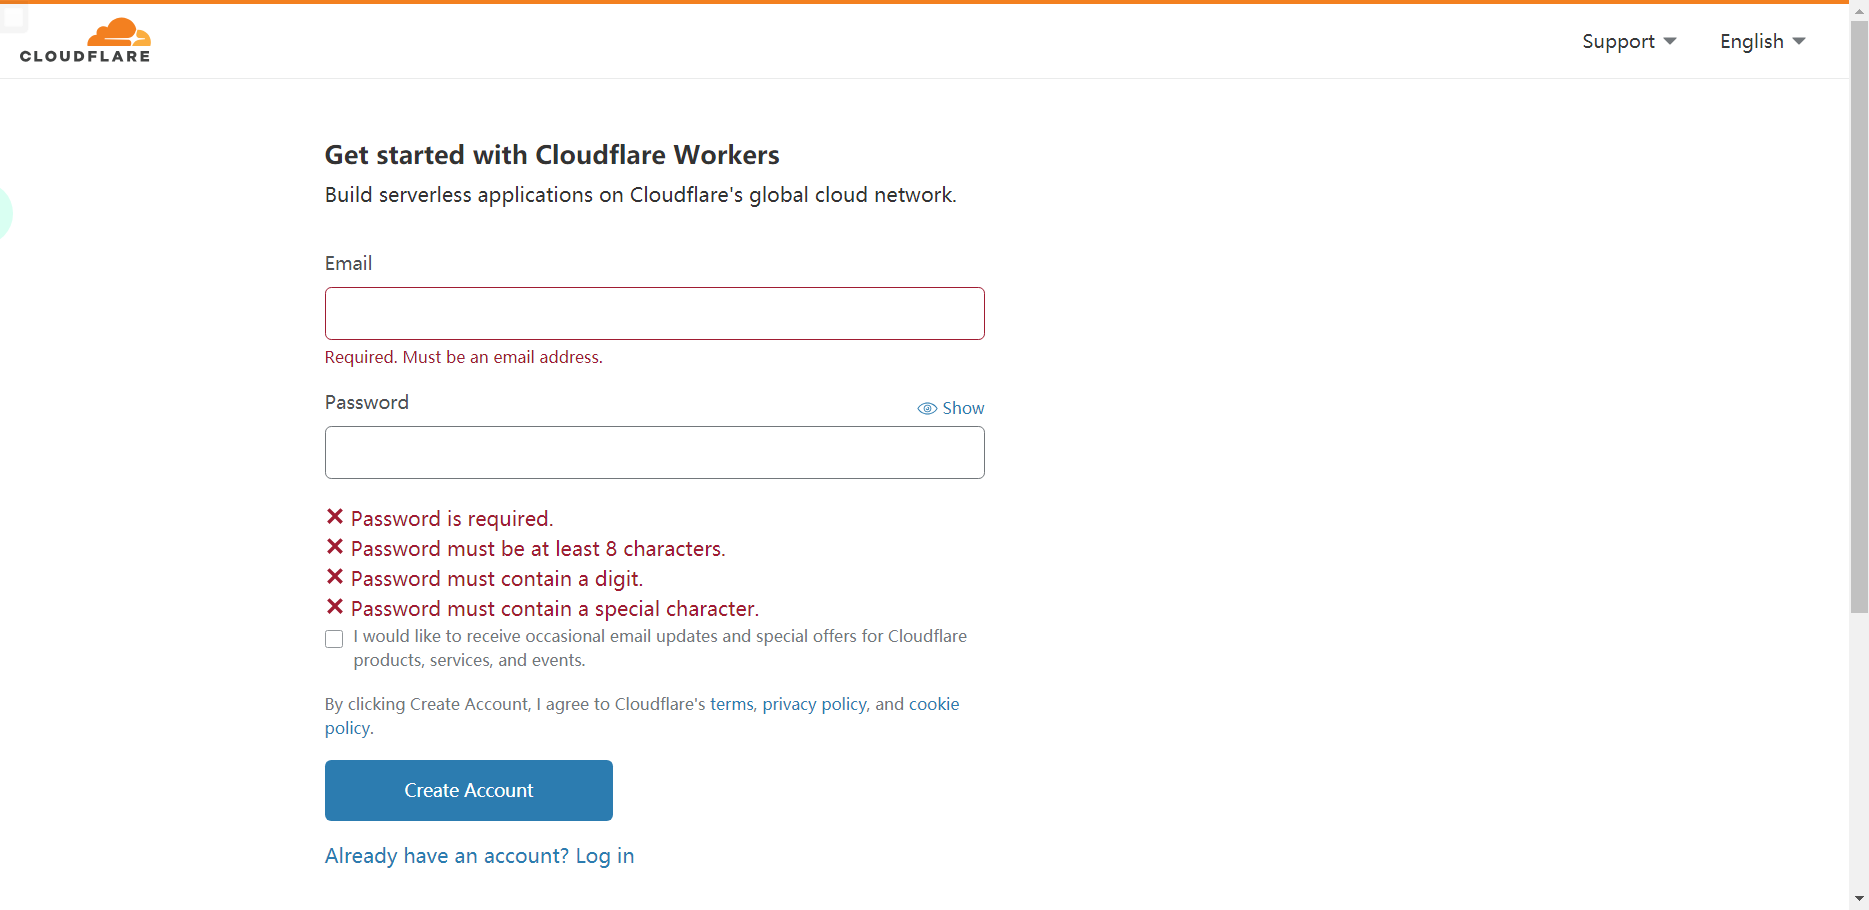 CLOUDFLARE
Support
English
Get started with Cloudflare Workers
Build serverless applications on Cloudflare's global cloud network.
Email
Required. Must be an email address.
Password
Show
Password is required.
Password must be at least 8 characters.
Password must contain a digit.
Password must contain a special character.
I would like to receive occasional email updates and special offers for Cloudflare
products, services, and events.
By clicking Create Account, I agree to Cloudflare's terms, privacy policy, and cookie
policy.
Create Account
Already have an account? Log in